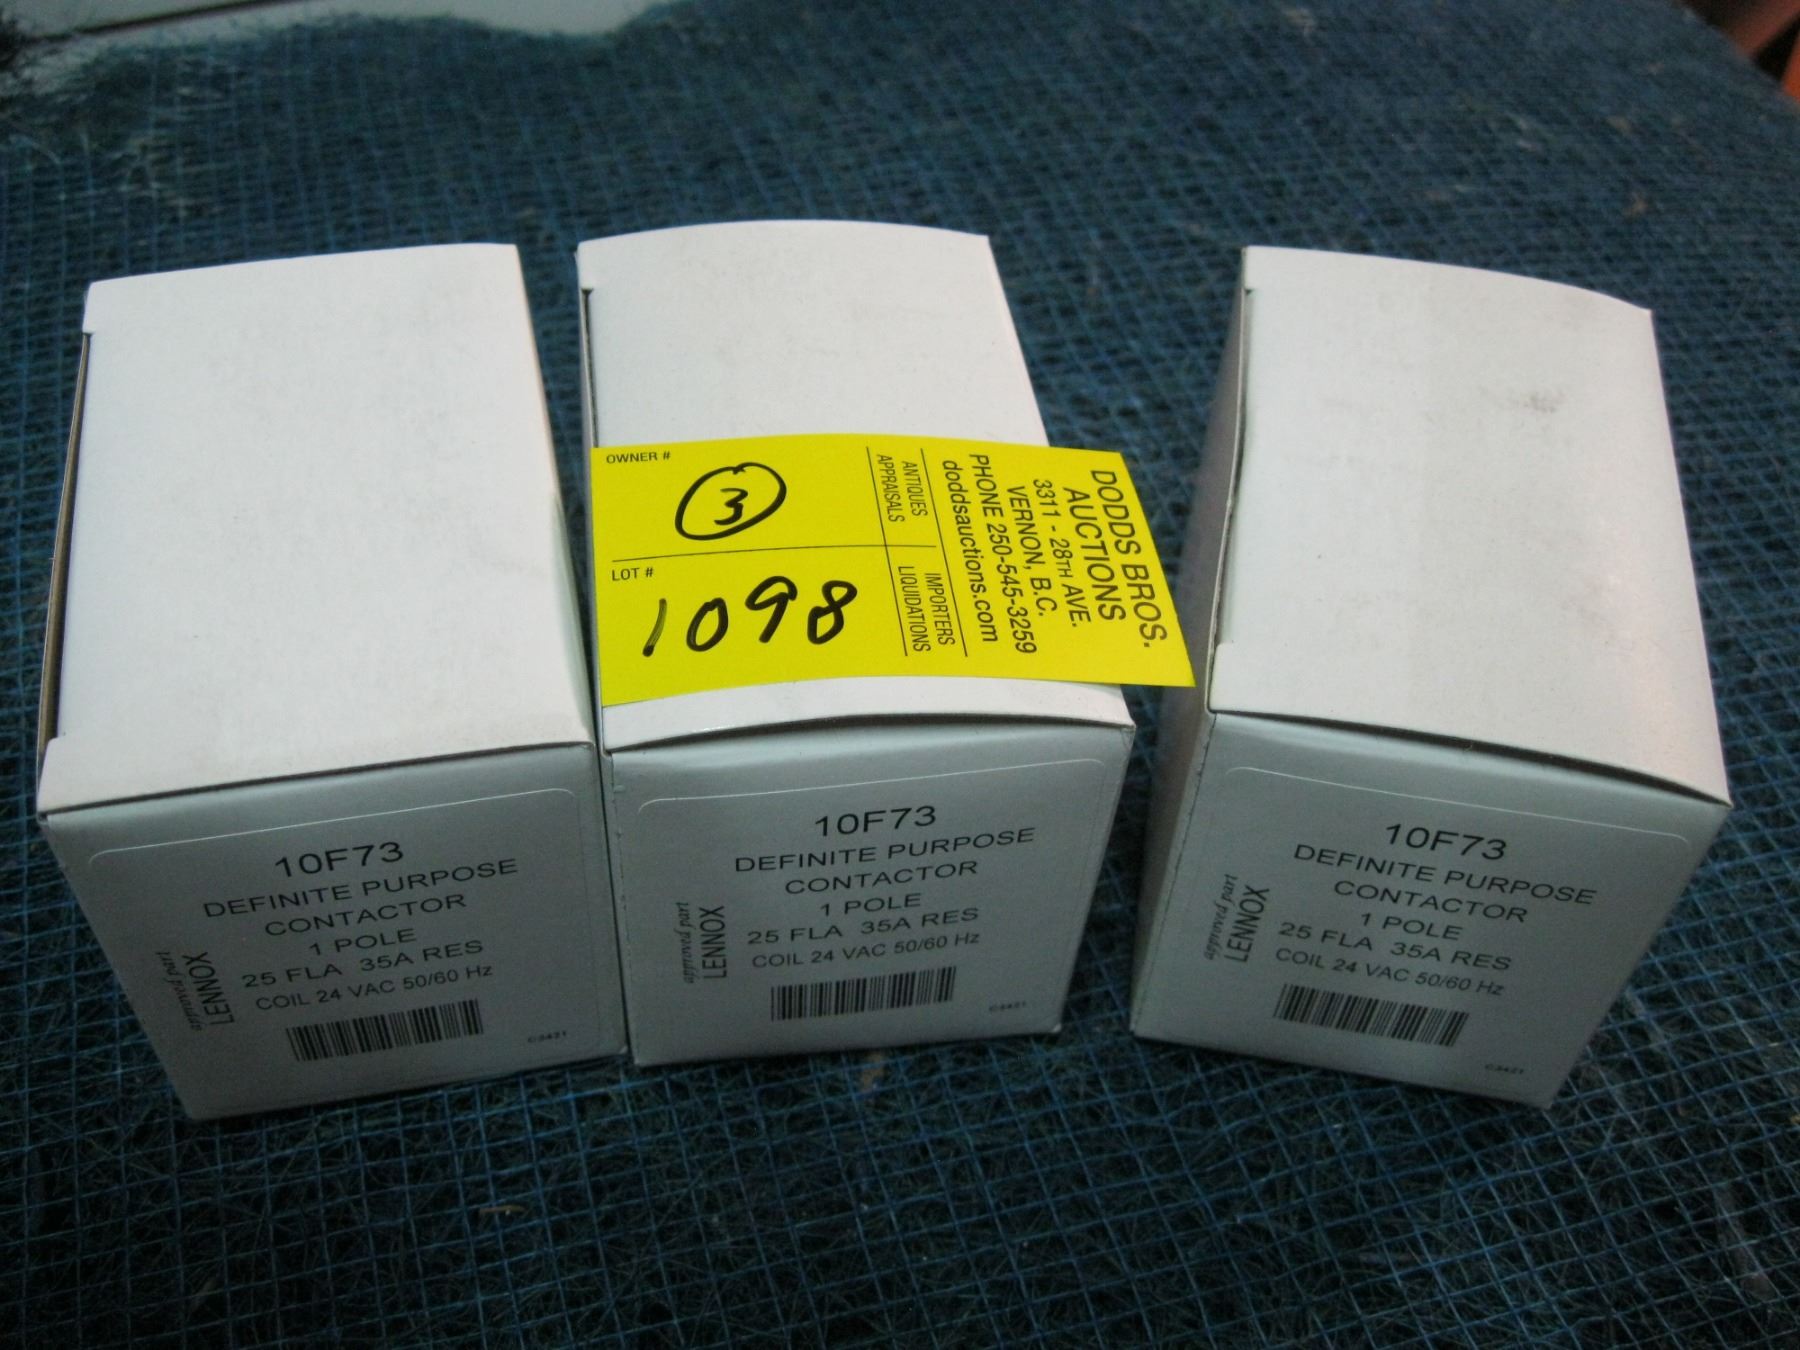 OWNER #
3
LOT #
1098
ANTIQUES
APPRAISALS
IMPORTERS
LIQUIDATIONS
DODDS BROS.
AUCTIONS
3311 - 28TH AVE.
VERNON, B.C.
PHONE 250-545-3259
doddsauctions.com
10F73
DEFINITE PURPOSE
CONTACTOR
1 POLE
25 FLA 35A RES
COIL 24 VAC 50/60 Hz
approved part
LENNOX
C3421
10F73
DEFINITE PURPOSE
CONTACTOR
1 POLE
25 FLA 35A RES
COIL 24 VAC 50/60 Hz
approved part
LENNOX
C3421
10F73
DEFINITE PURPOSE
CONTACTOR
1 POLE
25 FLA 35A RES
COIL 24 VAC 50/60 Hz
approved part
LENNOX
C3421